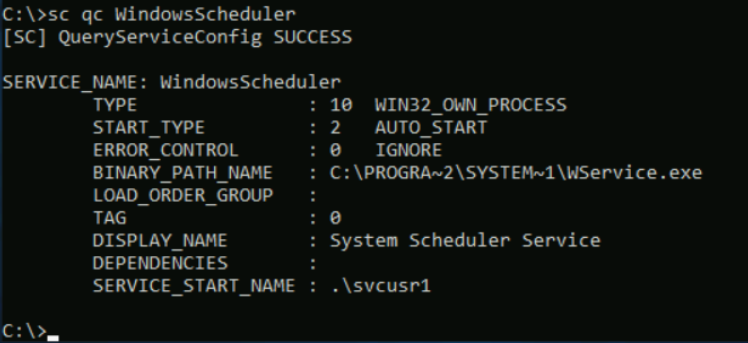 C:\>sc qc WindowsScheduler
[SC] QueryServiceConfig SUCCESS
SERVICE_NAME: WindowsScheduler
        TYPE               : 10  WIN32_OWN_PROCESS
        START_TYPE         : 2   AUTO_START
        ERROR_CONTROL      : 0   IGNORE
        BINARY_PATH_NAME   : C:\PROGRA~2\SYSTEM~1\WService.exe
        LOAD_ORDER_GROUP   :
        TAG                : 0
        DISPLAY_NAME       : System Scheduler Service
        DEPENDENCIES       :
        SERVICE_START_NAME : .\svcusr1
C:\>